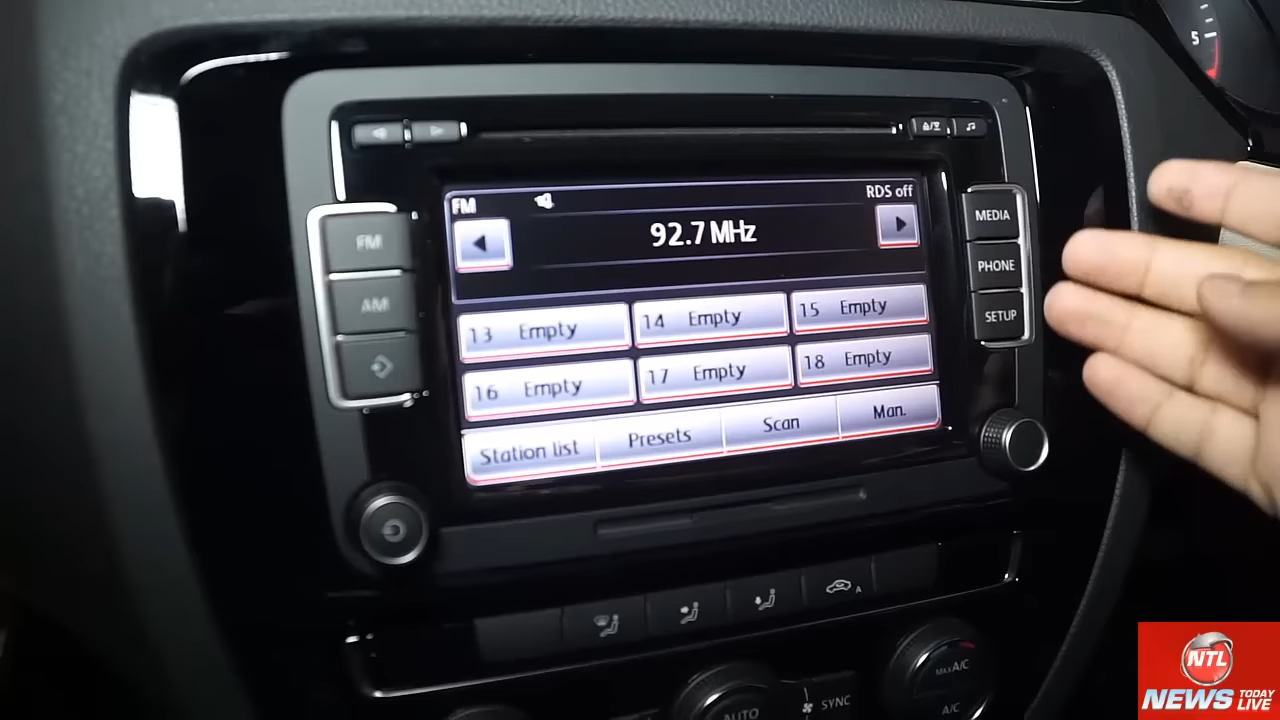 5
FM
RDS off
92.7 MHz
FM
AM
MEDIA
PHONE
SETUP
13 Empty
14 Empty
15 Empty
16 Empty
17 Empty
18 Empty
Station list
Presets
Scan
Man.
A
MAX A/C
AUTO
SYNC
A/C
NTL
NEWS TODAY LIVE